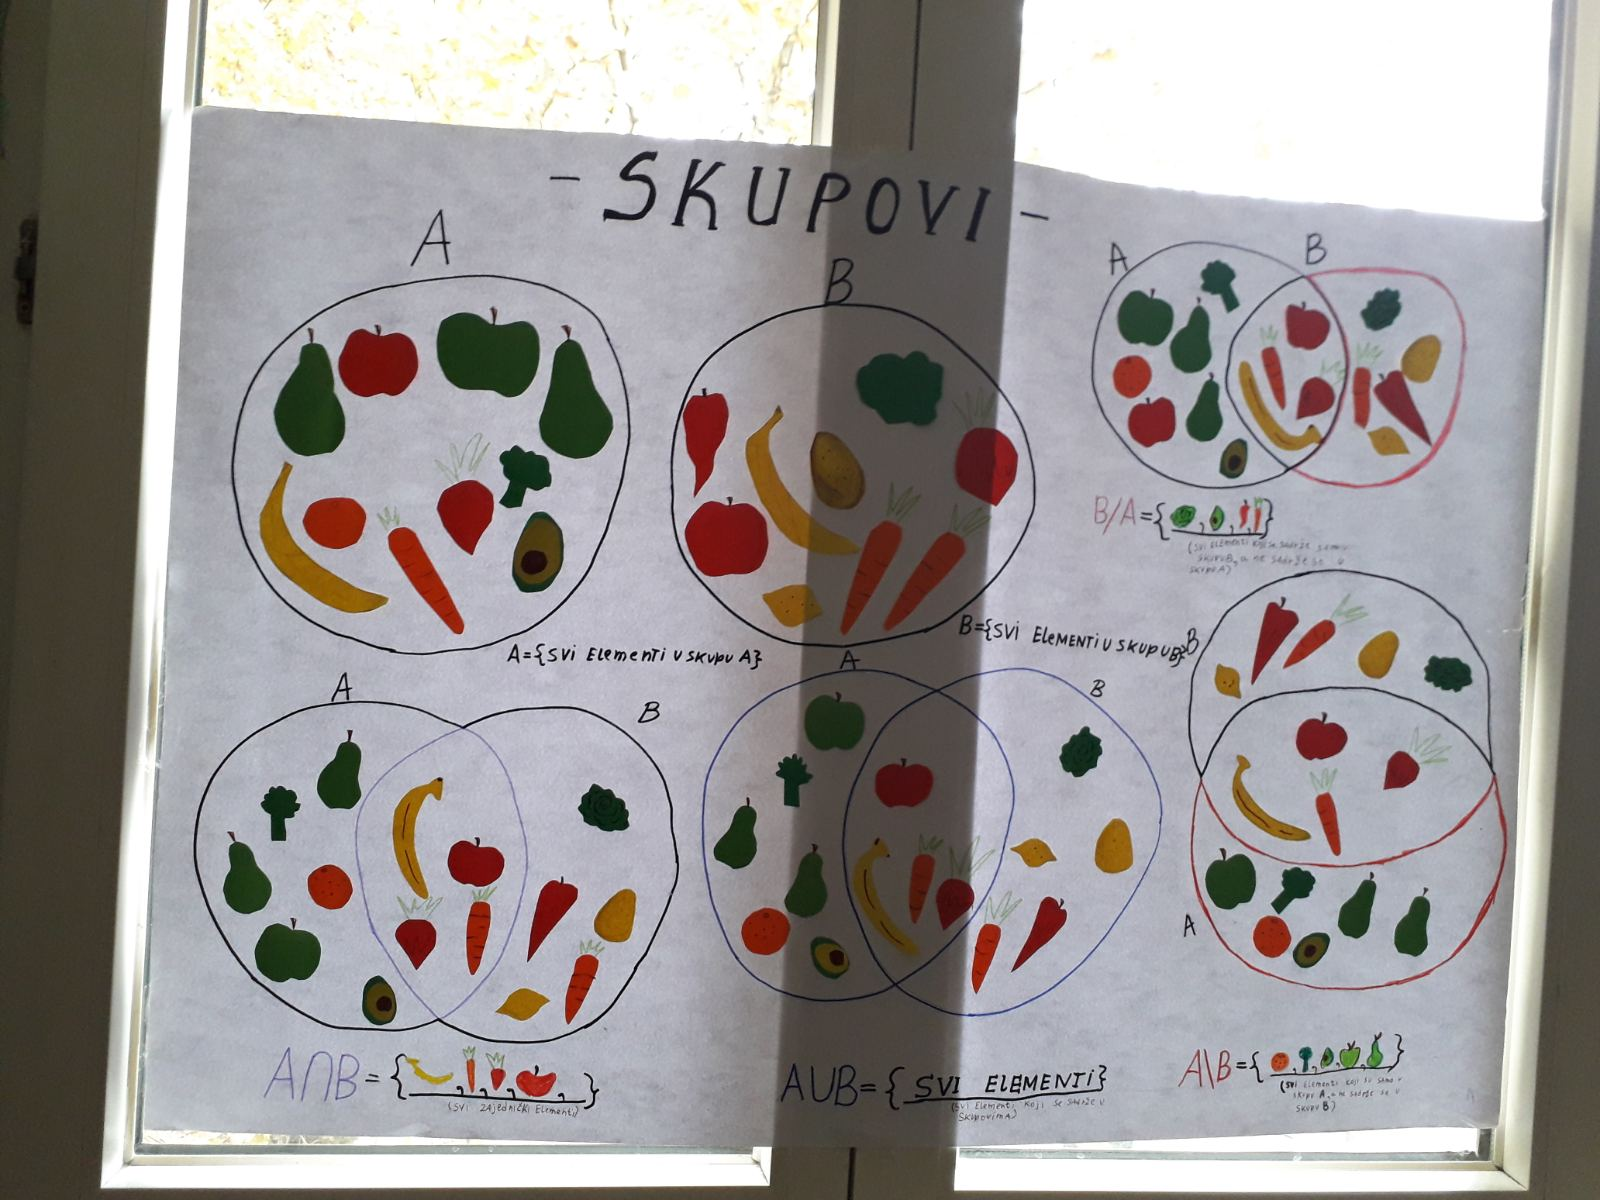 - SKUPOVI -
A
B
A={SVI ElementI U SKUPU A}
B={SVI ElementI U SKUPU B}
A
B
B/A={ , , , }
(SVI elementi koji se sadrže samo u
skupu B, a ne sadrže se u
skupu A)
A
B
A∩B={ , , , , }
(SVI zajednički elementi)
A
B
A∪B={ SVI ElEMENTI}
(SVI Elementi koji se sadrže u
skupovima)
B
A
A\B={ , , , , }
(SVI Elementi koji su samo u
skupu A, a ne sadrže se u
skupu B)